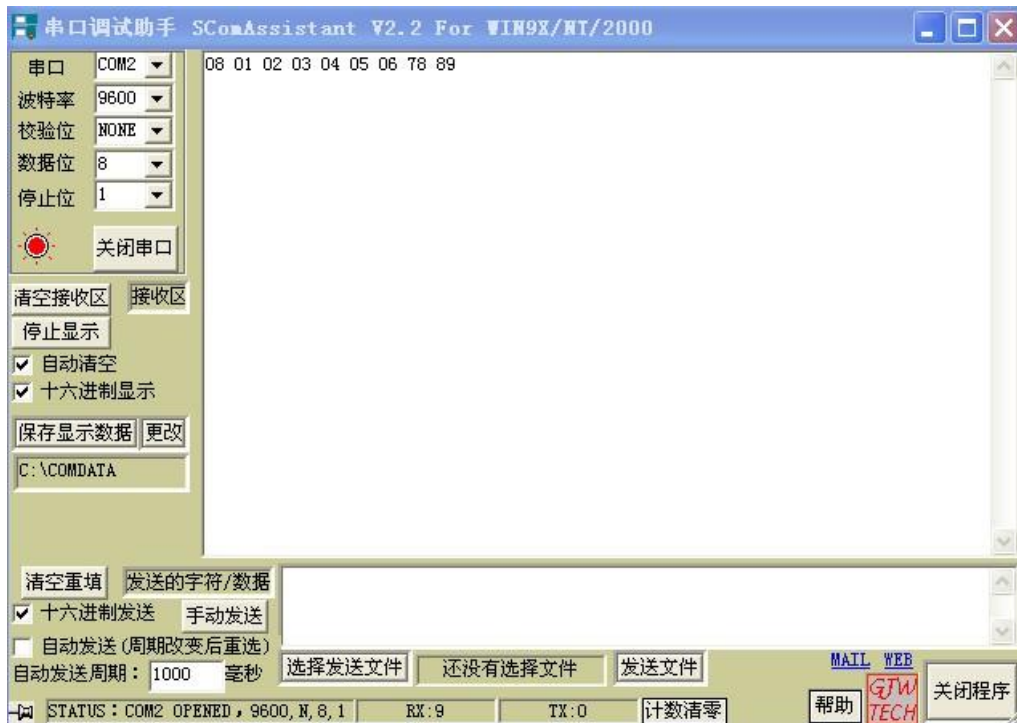 串口调试助手 SComAssistant V2.2 For WIN9X/NT/2000
串口 COM2
波特率 9600
校验位 NONE
数据位 8
停止位 1
关闭串口
08 01 02 03 04 05 06 78 89
清空接收区 接收区
停止显示
自动清空
十六进制显示
保存显示数据 更改
C:\COMDATA
清空重填 发送的字符/数据
十六进制发送 手动发送
自动发送(周期改变后重选)
自动发送周期: 1000 毫秒 选择发送文件 还没有选择文件 发送文件
MAIL WEB
帮助 GJW TECH 关闭程序
STATUS:COM2 OPENED,9600,N,8,1 RX:9 TX:0 计数清零